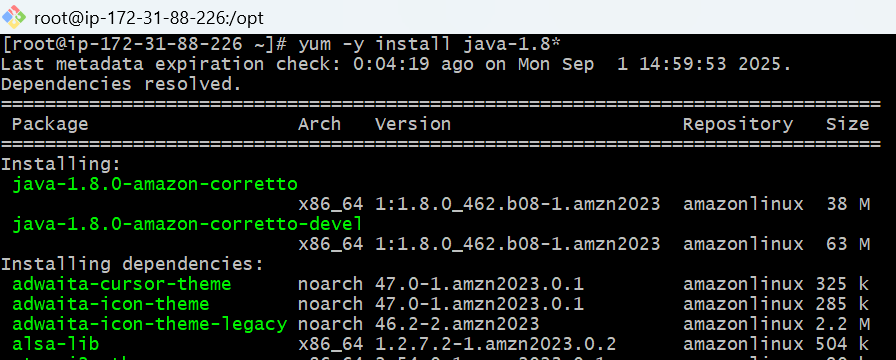 root@ip-172-31-88-226:/opt
[root@ip-172-31-88-226 ~]# yum -y install java-1.8*
Last metadata expiration check: 0:04:19 ago on Mon Sep  1 14:59:53 2025.
Dependencies resolved.
================================================================================
 Package                    Arch   Version                    Repository   Size
================================================================================
Installing:
 java-1.8.0-amazon-corretto
                            x86_64 1:1.8.0_462.b08-1.amzn2023  amazonlinux  38 M
 java-1.8.0-amazon-corretto-devel
                            x86_64 1:1.8.0_462.b08-1.amzn2023  amazonlinux  63 M
Installing dependencies:
 adwaita-cursor-theme       noarch 47.0-1.amzn2023.0.1         amazonlinux 325 k
 adwaita-icon-theme         noarch 47.0-1.amzn2023.0.1         amazonlinux 285 k
 adwaita-icon-theme-legacy  noarch 46.2-2.amzn2023             amazonlinux 2.2 M
 alsa-lib                   x86_64 1.2.7.2-1.amzn2023.0.2      amazonlinux 504 k